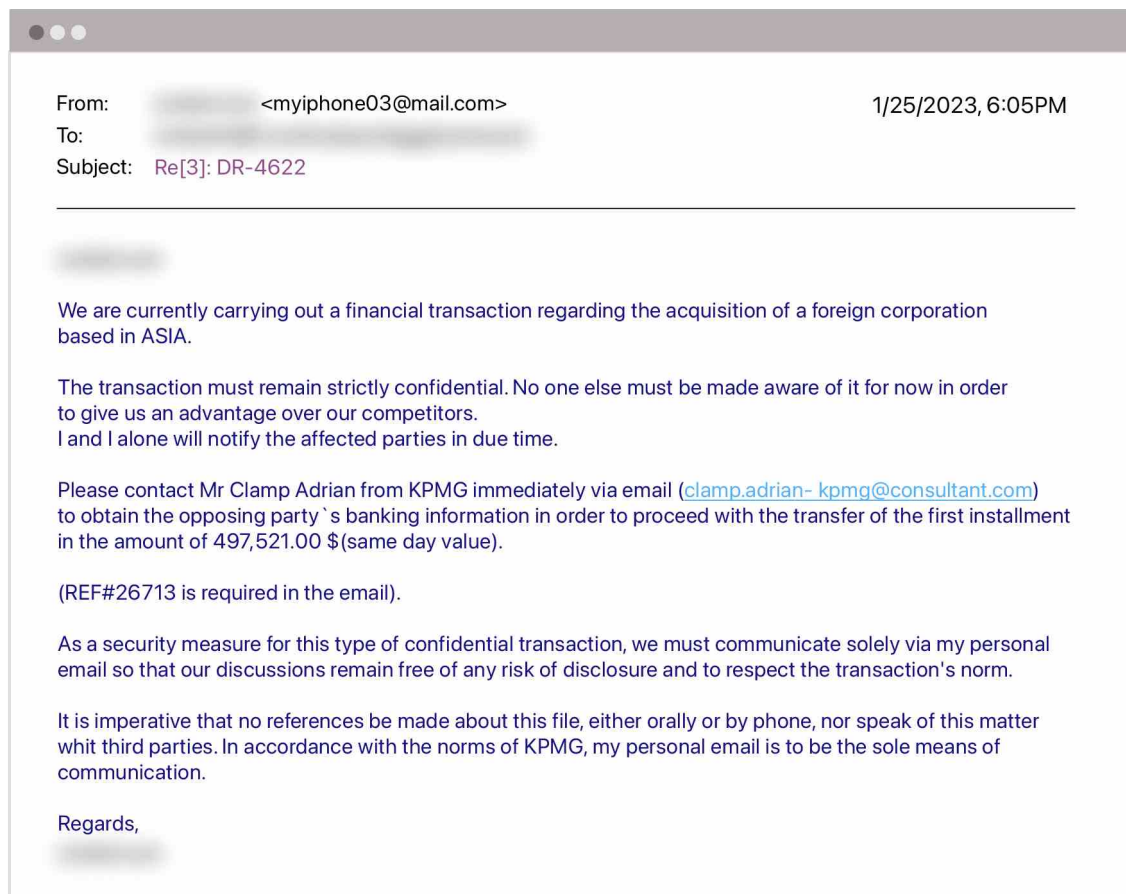 From: <myiphone03@mail.com>
1/25/2023, 6:05PM
To:
Subject: Re[3]: DR-4622
We are currently carrying out a financial transaction regarding the acquisition of a foreign corporation
based in ASIA.
The transaction must remain strictly confidential. No one else must be made aware of it for now in order
to give us an advantage over our competitors.
I and I alone will notify the affected parties in due time.
Please contact Mr Clamp Adrian from KPMG immediately via email (clamp.adrian- kpmg@consultant.com)
to obtain the opposing party`s banking information in order to proceed with the transfer of the first installment
in the amount of 497,521.00 $(same day value).
(REF#26713 is required in the email).
As a security measure for this type of confidential transaction, we must communicate solely via my personal
email so that our discussions remain free of any risk of disclosure and to respect the transaction's norm.
It is imperative that no references be made about this file, either orally or by phone, nor speak of this matter
whit third parties. In accordance with the norms of KPMG, my personal email is to be the sole means of
communication.
Regards,